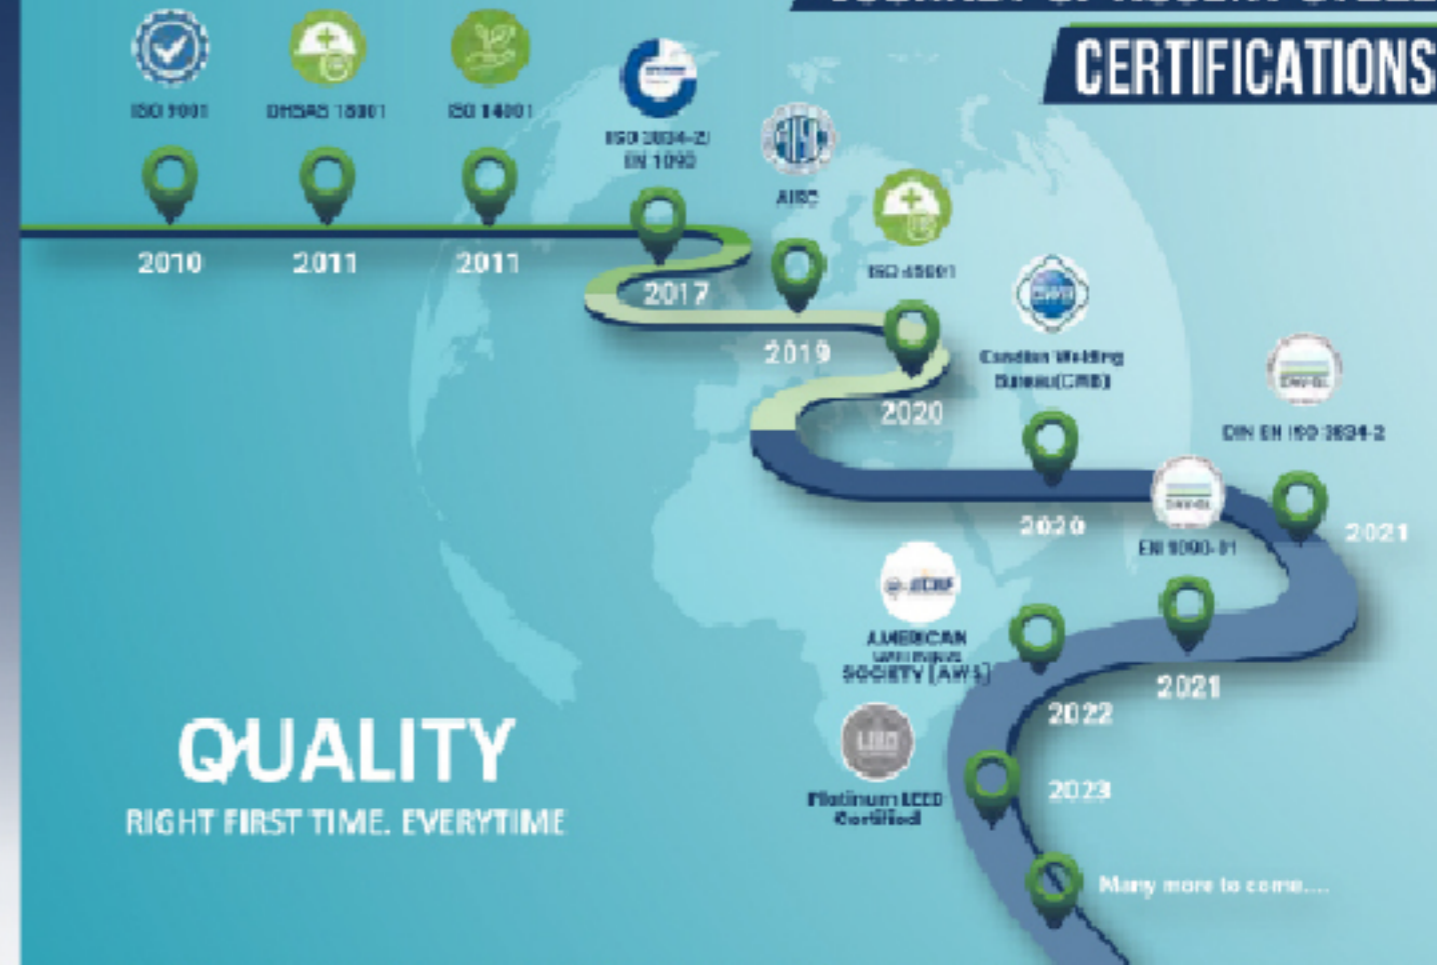 CERTIFICATIONS
ISO 9001
OHSAS 18001
ISO 14001
ISO 3834-2/
EN 1090
AISC
ISO 45001
2010
2011
2011
2017
2019
2020
Bureau(CWB)
DIN EN ISO 3834-2
2020
2021
EN 1090-01
AMERICAN
SOCIETY [AWS]
2021
2022
QUALITY
RIGHT FIRST TIME. EVERYTIME
Platinum LEED
Certified
2023
Many more to come....